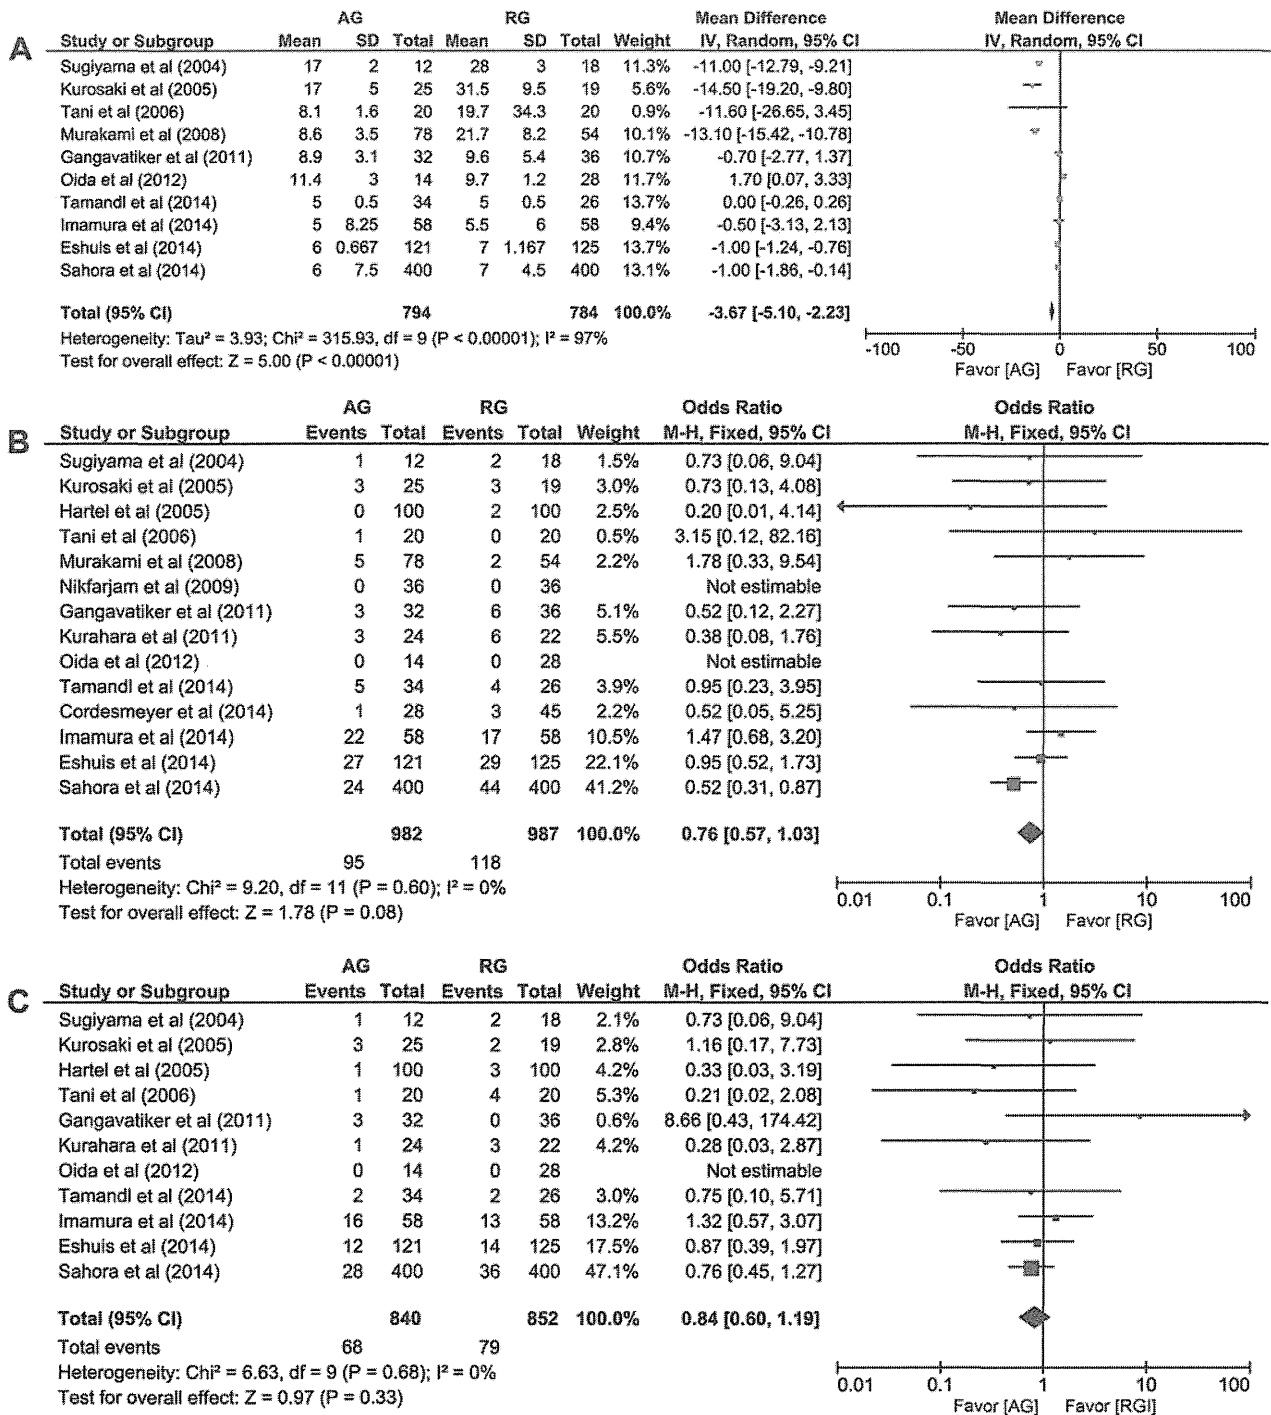 AG RG Mean Difference Mean Difference
A Study or Subgroup Mean SD Total Mean SD Total Weight IV, Random, 95% CI IV, Random, 95% CI
Sugiyama et al (2004) 17 2 12 28 3 18 11.3% -11.00 [-12.79, -9.21]
Kurosaki et al (2005) 17 5 25 31.5 9.5 19 5.6% -14.50 [-19.20, -9.80]
Tani et al (2006) 8.1 1.6 20 19.7 34.3 20 0.9% -11.60 [-26.65, 3.45]
Murakami et al (2008) 8.6 3.5 78 21.7 8.2 54 10.1% -13.10 [-15.42, -10.78]
Gangavatiker et al (2011) 8.9 3.1 32 9.6 5.4 36 10.7% -0.70 [-2.77, 1.37]
Oida et al (2012) 11.4 3 14 9.7 1.2 28 11.7% 1.70 [0.07, 3.33]
Tamandl et al (2014) 5 0.5 34 5 0.5 26 13.7% 0.00 [-0.26, 0.26]
Imamura et al (2014) 5 8.25 58 5.5 6 58 9.4% -0.50 [-3.13, 2.13]
Eshuis et al (2014) 6 0.667 121 7 1.167 125 13.7% -1.00 [-1.24, -0.76]
Sahora et al (2014) 6 7.5 400 7 4.5 400 13.1% -1.00 [-1.86, -0.14]
Total (95% CI) 794 784 100.0% -3.67 [-5.10, -2.23]
Heterogeneity: Tau² = 3.93; Chi² = 315.93, df = 9 (P < 0.00001); I² = 97%
-100 -50 0 50 100
Test for overall effect: Z = 5.00 (P < 0.00001)
Favor [AG] Favor [RG]
AG RG Odds Ratio Odds Ratio
B Study or Subgroup Events Total Events Total Weight M-H, Fixed, 95% CI M-H, Fixed, 95% CI
Sugiyama et al (2004) 1 12 2 18 1.5% 0.73 [0.06, 9.04]
Kurosaki et al (2005) 3 25 3 19 3.0% 0.73 [0.13, 4.08]
Hartel et al (2005) 0 100 2 100 2.5% 0.20 [0.01, 4.14]
Tani et al (2006) 1 20 0 20 0.5% 3.15 [0.12, 82.16]
Murakami et al (2008) 5 78 2 54 2.2% 1.78 [0.33, 9.54]
Nikfarjam et al (2009) 0 36 0 36 Not estimable
Gangavatiker et al (2011) 3 32 6 36 5.1% 0.52 [0.12, 2.27]
Kurahara et al (2011) 3 24 6 22 5.5% 0.38 [0.08, 1.76]
Oida et al (2012) 0 14 0 28 Not estimable
Tamandl et al (2014) 5 34 4 26 3.9% 0.95 [0.23, 3.95]
Cordesmeyer et al (2014) 1 28 3 45 2.2% 0.52 [0.05, 5.25]
Imamura et al (2014) 22 58 17 58 10.5% 1.47 [0.68, 3.20]
Eshuis et al (2014) 27 121 29 125 22.1% 0.95 [0.52, 1.73]
Sahora et al (2014) 24 400 44 400 41.2% 0.52 [0.31, 0.87]
Total (95% CI) 982 987 100.0% 0.76 [0.57, 1.03]
Total events 95 118
Heterogeneity: Chi² = 9.20, df = 11 (P = 0.60); I² = 0%
0.01 0.1 1 10 100
Test for overall effect: Z = 1.78 (P = 0.08)
Favor [AG] Favor [RG]
AG RG Odds Ratio Odds Ratio
C Study or Subgroup Events Total Events Total Weight M-H, Fixed, 95% CI M-H, Fixed, 95% CI
Sugiyama et al (2004) 1 12 2 18 2.1% 0.73 [0.06, 9.04]
Kurosaki et al (2005) 3 25 2 19 2.8% 1.16 [0.17, 7.73]
Hartel et al (2005) 1 100 3 100 4.2% 0.33 [0.03, 3.19]
Tani et al (2006) 1 20 4 20 5.3% 0.21 [0.02, 2.08]
Gangavatiker et al (2011) 3 32 0 36 0.6% 8.66 [0.43, 174.42]
Kurahara et al (2011) 1 24 3 22 4.2% 0.28 [0.03, 2.87]
Oida et al (2012) 0 14 0 28 Not estimable
Tamandl et al (2014) 2 34 2 26 3.0% 0.75 [0.10, 5.71]
Imamura et al (2014) 16 58 13 58 13.2% 1.32 [0.57, 3.07]
Eshuis et al (2014) 12 121 14 125 17.5% 0.87 [0.39, 1.97]
Sahora et al (2014) 28 400 36 400 47.1% 0.76 [0.45, 1.27]
Total (95% CI) 840 852 100.0% 0.84 [0.60, 1.19]
Total events 68 79
Heterogeneity: Chi² = 6.63, df = 9 (P = 0.68); I² = 0%
0.01 0.1 1 10 100
Test for overall effect: Z = 0.97 (P = 0.33)
Favor [AG] Favor [RG]